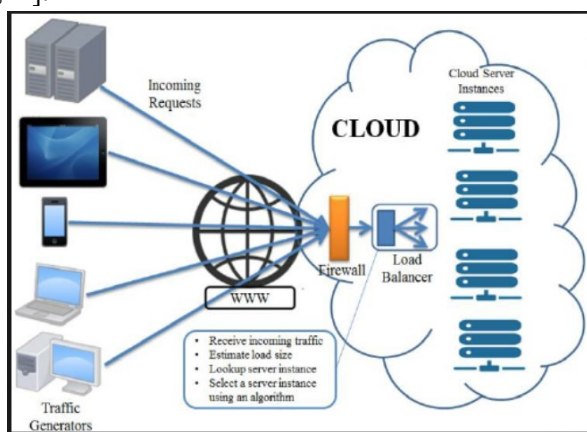 Incoming
Requests
Cloud Server
Instances
CLOUD
Firewall
Load
Balancer
WWW
• Receive incoming traffic
• Estimate load size
• Lookup server instance
• Select a server instance
using an algorithm
Traffic
Generators